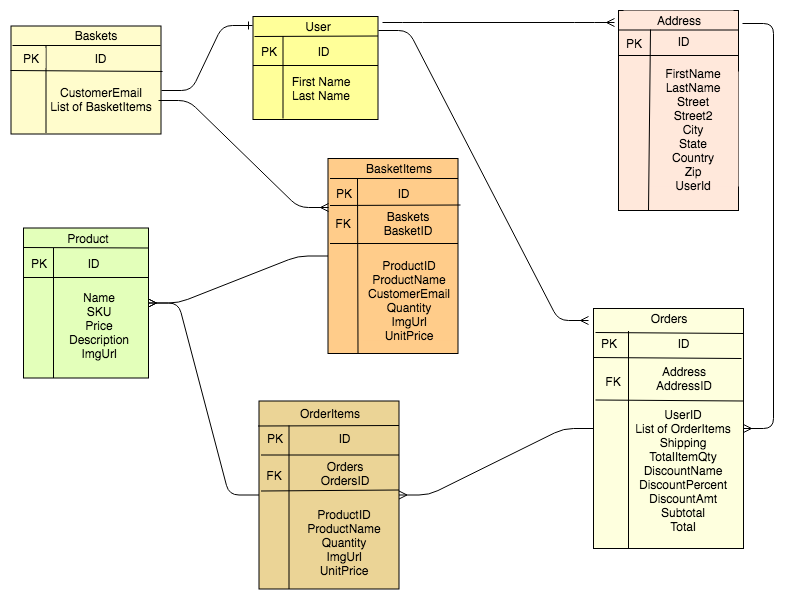 Baskets
PK ID
CustomerEmail
List of BasketItems
User
PK ID
First Name
Last Name
Address
PK ID
FirstName
LastName
Street
Street2
City
State
Country
Zip
UserId
BasketItems
PK ID
FK Baskets
BasketID
ProductID
ProductName
CustomerEmail
Quantity
ImgUrl
UnitPrice
Product
PK ID
Name
SKU
Price
Description
ImgUrl
Orders
PK ID
FK Address
AddressID
UserID
List of OrderItems
Shipping
TotalItemQty
DiscountName
DiscountPercent
DiscountAmt
Subtotal
Total
OrderItems
PK ID
FK Orders
OrdersID
ProductID
ProductName
Quantity
ImgUrl
UnitPrice